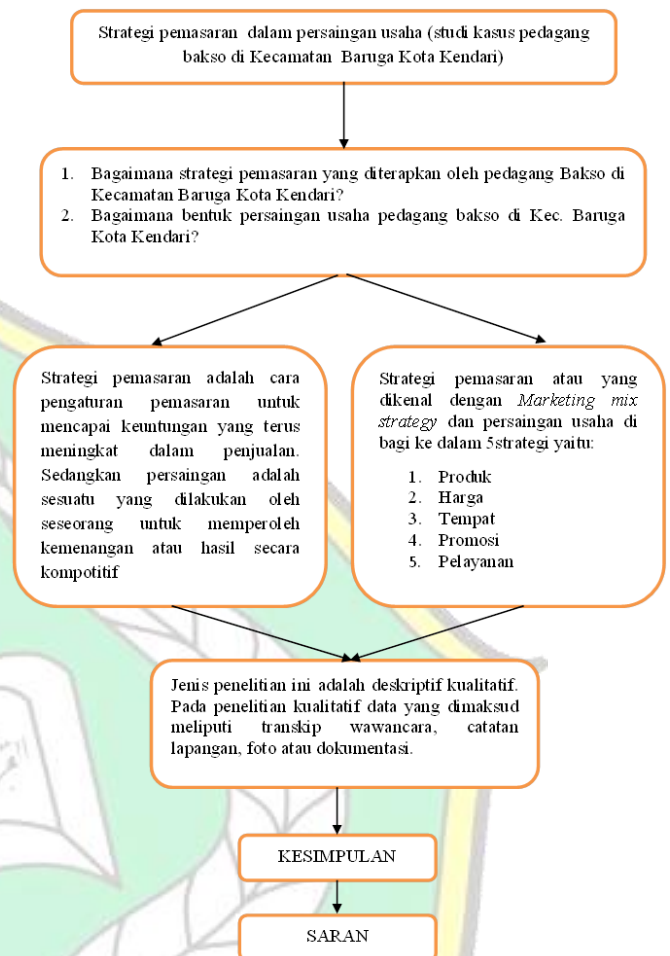 Strategi pemasaran dalam persaingan usaha (studi kasus pedagang
bakso di Kecamatan Baruga Kota Kendari)
1. Bagaimana strategi pemasaran yang diterapkan oleh pedagang Bakso di
Kecamatan Baruga Kota Kendari?
2. Bagaimana bentuk persaingan usaha pedagang bakso di Kec. Baruga
Kota Kendari?
Strategi pemasaran adalah cara
pengaturan pemasaran untuk
mencapai keuntungan yang terus
meningkat dalam penjualan.
Sedangkan persaingan adalah
sesuatu yang dilakukan oleh
seseorang untuk memperoleh
kemenangan atau hasil secara
kompotitif
Strategi pemasaran atau yang
dikenal dengan Marketing mix
strategy dan persaingan usaha di
bagi ke dalam 5strategi yaitu:
1. Produk
2. Harga
3. Tempat
4. Promosi
5. Pelayanan
Jenis penelitian ini adalah deskriptif kualitatif.
Pada penelitian kualitatif data yang dimaksud
meliputi transkip wawancara, catatan
lapangan, foto atau dokumentasi.
KESIMPULAN
SARAN